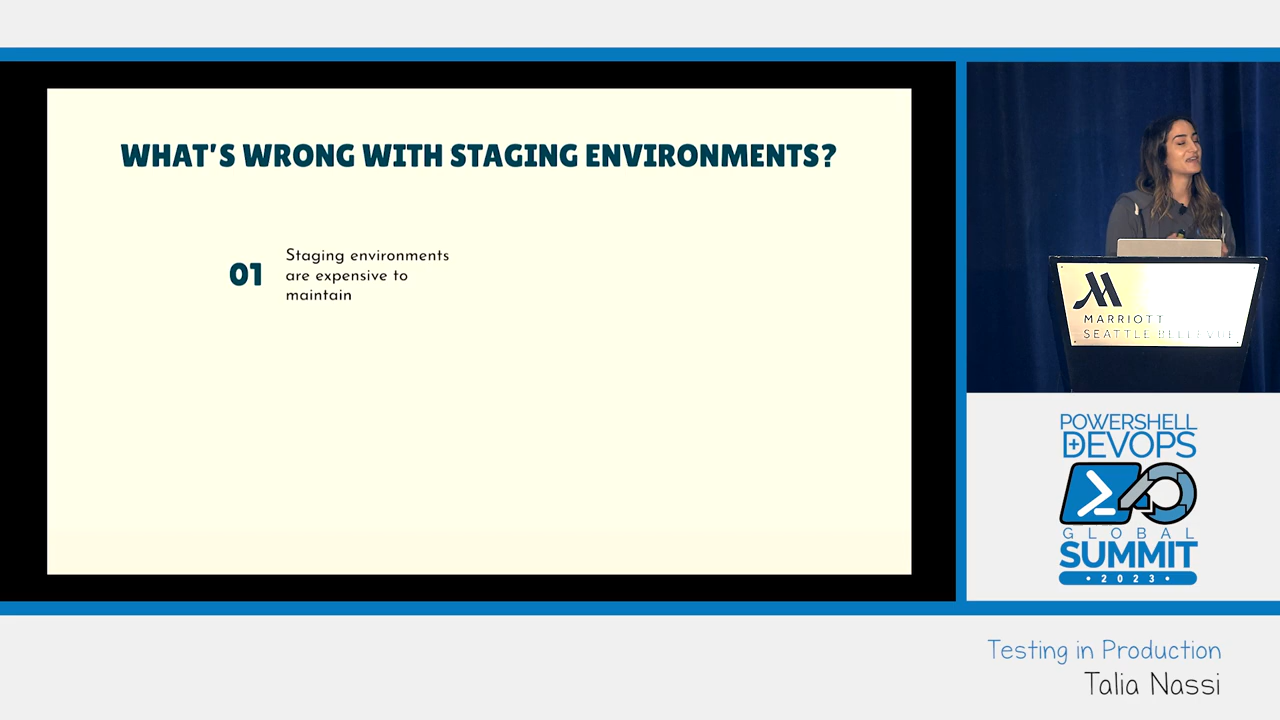 WHAT'S WRONG WITH STAGING ENVIRONMENTS?
01
Staging environments
are expensive to
maintain
MARRIOTT
SEATTLE BELLEVUE
POWERSHELL
+DEVOPS
GLOBAL
SUMMIT
• 2023 •
Testing in Production
Talia Nassi